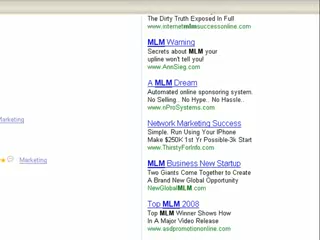 The Dirty Truth Exposed In Full
www.internetmlmsuccessonline.com
MLM Warning
Secrets about MLM your
upline won't tell you!
www.AnnSieg.com
A MLM Dream
Automated online sponsoring system.
No Selling.. No Hype.. No Hassle..
www.nProSystems.com
Marketing
Network Marketing Success
Simple, Run Using Your IPhone
Make $250K 1st Yr Possible-3k Start
www.ThirstyForInfo.com
Marketing
MLM Business New Startup
Two Giants Come Together to Create
A Brand New Global Opportunity
NewGlobalMLM.com
Top MLM 2008
Top MLM Winner Shows How
In A Major Video Release
www.asdpromotiononline.com